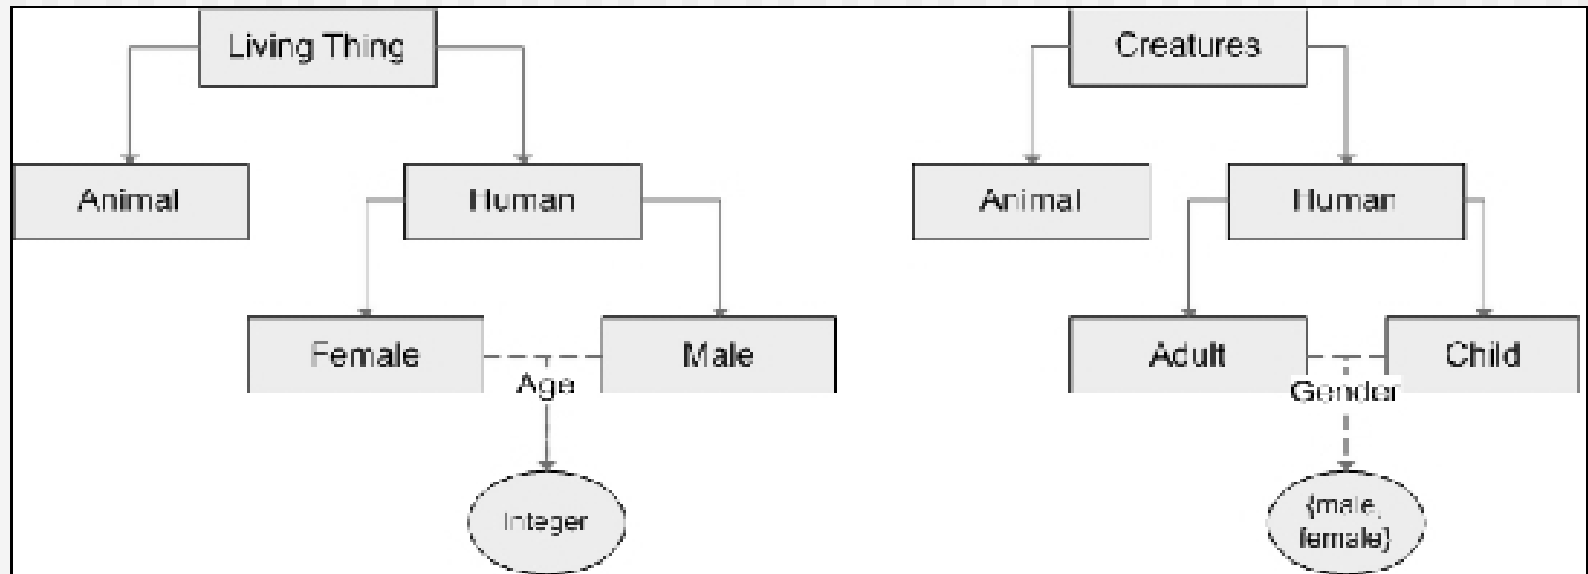 Living Thing
Creatures
Animal
Human
Animal
Human
Female
Male
Adult
Child
Age
Gender
Integer
{male,
female}